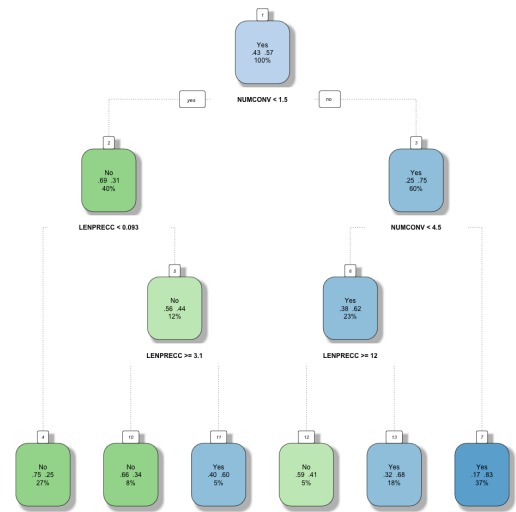 1
Yes
.43 .57
100%
yes NUMCONV < 1.5 no
2
No
.69 .31
40%
3
Yes
.25 .75
60%
LENPRECC < 0.093
NUMCONV < 4.5
5
No
.56 .44
12%
6
Yes
.38 .62
23%
LENPRECC >= 3.1
LENPRECC >= 12
4
No
.75 .25
27%
10
No
.66 .34
8%
11
Yes
.40 .60
5%
12
No
.59 .41
5%
13
Yes
.32 .68
18%
7
Yes
.17 .83
37%